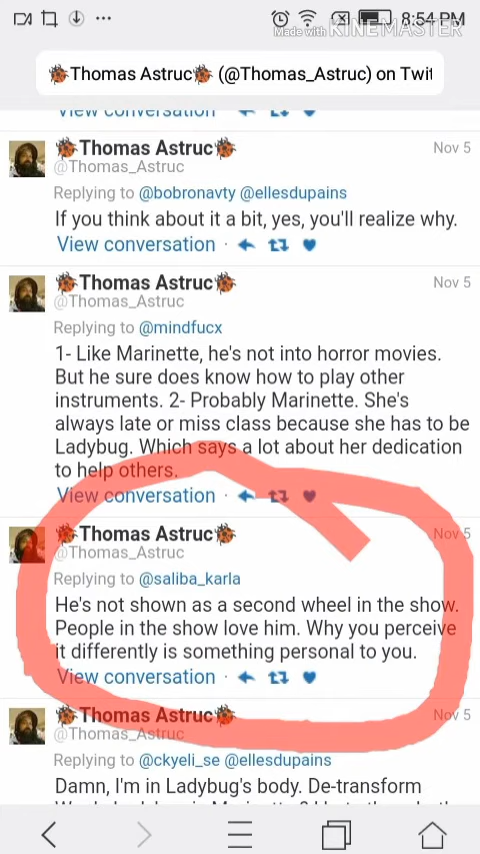 8:54 PM
Made with KINEMASTER
🐞Thomas Astruc🐞 (@Thomas_Astruc) on Twit
View conversation
🐞Thomas Astruc🐞 Nov 5
@Thomas_Astruc
Replying to @bobronavty @ellesdupains
If you think about it a bit, yes, you'll realize why.
View conversation ·
🐞Thomas Astruc🐞 Nov 5
@Thomas_Astruc
Replying to @mindfucx
1- Like Marinette, he's not into horror movies.
But he sure does know how to play other
instruments. 2- Probably Marinette. She's
always late or miss class because she has to be
Ladybug. Which says a lot about her dedication
to help others.
View conversation ·
🐞Thomas Astruc🐞 Nov 5
@Thomas_Astruc
Replying to @saliba_karla
He's not shown as a second wheel in the show.
People in the show love him. Why you perceive
it differently is something personal to you.
View conversation ·
🐞Thomas Astruc🐞 Nov 5
@Thomas_Astruc
Replying to @ckyeli_se @ellesdupains
Damn, I'm in Ladybug's body. De-transform